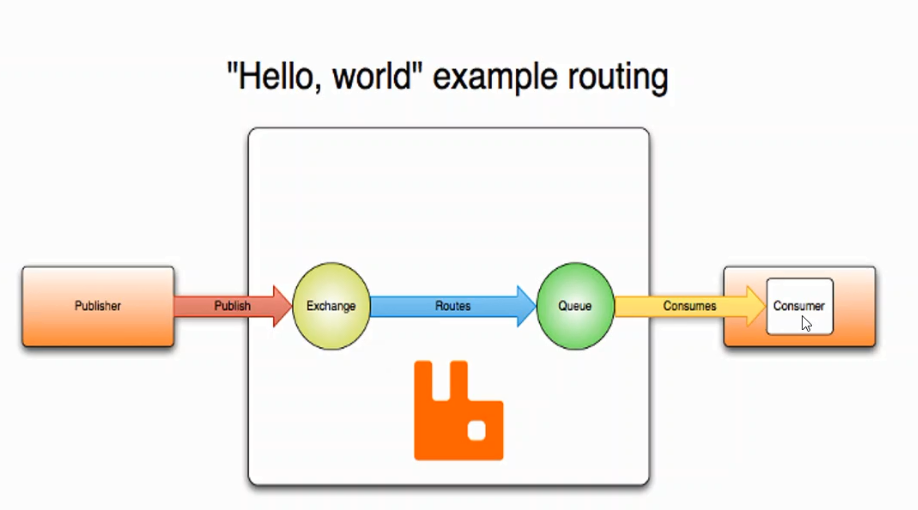 "Hello, world" example routing
Publisher
Publish
Exchange
Routes
Queue
Consumes
Consumer